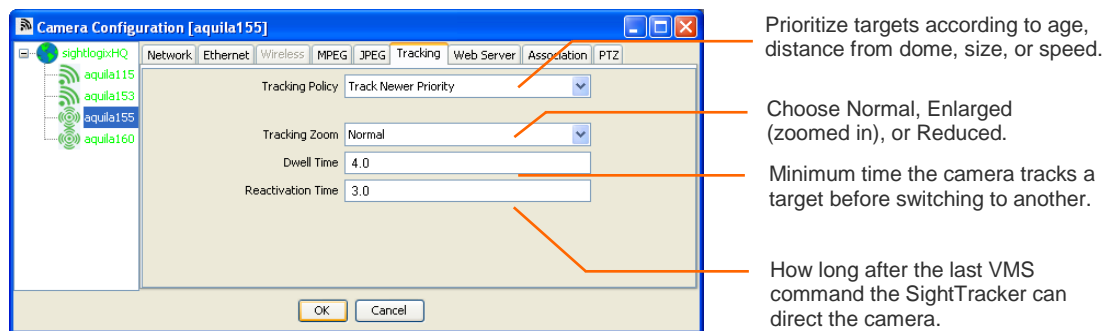 Camera Configuration [aquila155]
sightlogixHQ
aquila115
aquila153
aquila155
aquila160
Network Ethernet Wireless MPEG JPEG Tracking Web Server Association PTZ
Tracking Policy Track Newer Priority
Tracking Zoom Normal
Dwell Time 4.0
Reactivation Time 3.0
OK Cancel
Prioritize targets according to age,
distance from dome, size, or speed.
Choose Normal, Enlarged
(zoomed in), or Reduced.
Minimum time the camera tracks a
target before switching to another.
How long after the last VMS
command the SightTracker can
direct the camera.